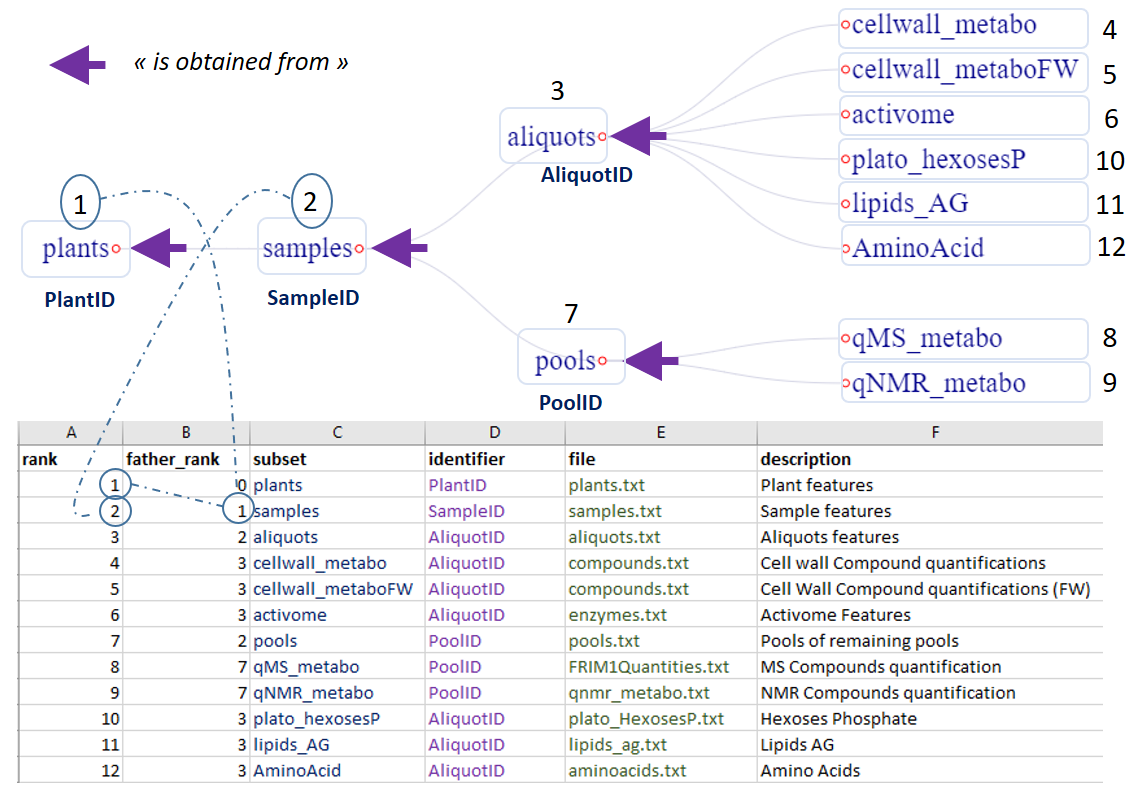 « is obtained from »
1
plants
PlantID
2
samples
SampleID
3
aliquots
AliquotID
7
pools
PoolID
cellwall_metabo 4
cellwall_metaboFW 5
activome 6
plato_hexosesP 10
lipids_AG 11
AminoAcid 12
qMS_metabo 8
qNMR_metabo 9
A B C D E F
rank father_rank subset identifier file description
1 0 plants PlantID plants.txt Plant features
2 1 samples SampleID samples.txt Sample features
3 2 aliquots AliquotID aliquots.txt Aliquots features
4 3 cellwall_metabo AliquotID compounds.txt Cell wall Compound quantifications
5 3 cellwall_metaboFW AliquotID compounds.txt Cell Wall Compound quantifications (FW)
6 3 activome AliquotID enzymes.txt Activome Features
7 2 pools PoolID pools.txt Pools of remaining pools
8 7 qMS_metabo PoolID FRIM1Quantities.txt MS Compounds quantification
9 7 qNMR_metabo PoolID qnmr_metabo.txt NMR Compounds quantification
10 3 plato_hexosesP AliquotID plato_HexosesP.txt Hexoses Phosphate
11 3 lipids_AG AliquotID lipids_ag.txt Lipids AG
12 3 AminoAcid AliquotID aminoacids.txt Amino Acids